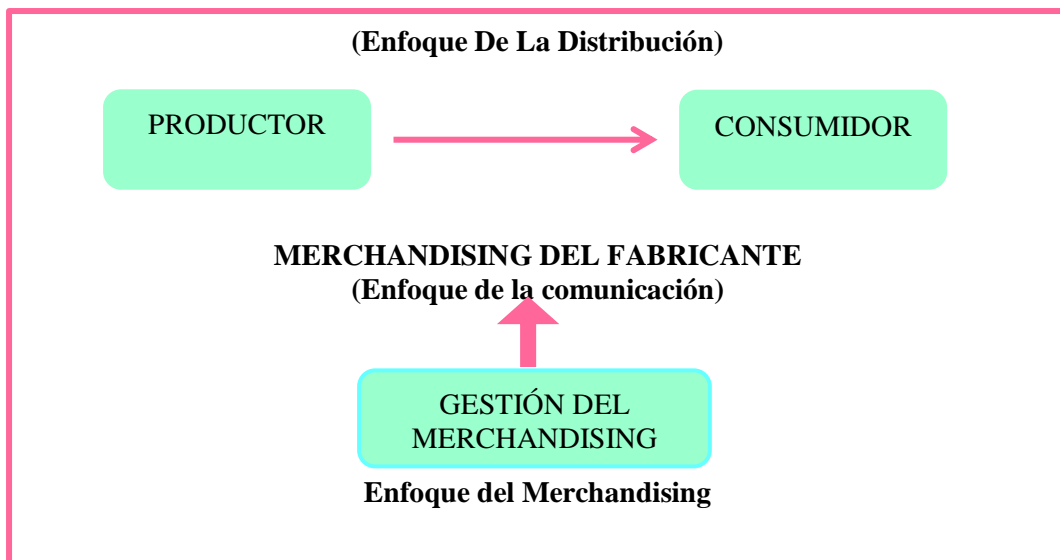 (Enfoque De La Distribución)
PRODUCTOR
CONSUMIDOR
MERCHANDISING DEL FABRICANTE
(Enfoque de la comunicación)
GESTIÓN DEL
MERCHANDISING
Enfoque del Merchandising